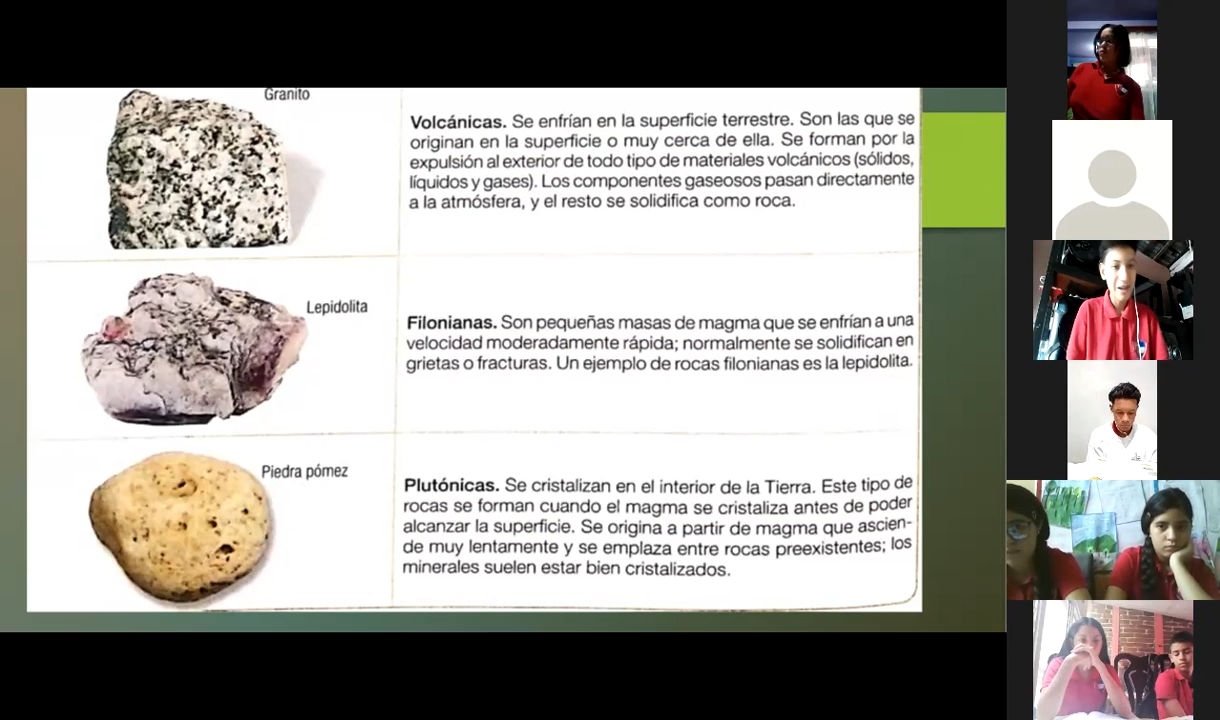 Granito
Volcánicas. Se enfrían en la superficie terrestre. Son las que se
originan en la superficie o muy cerca de ella. Se forman por la
expulsión al exterior de todo tipo de materiales volcánicos (sólidos,
líquidos y gases). Los componentes gaseosos pasan directamente
a la atmósfera, y el resto se solidifica como roca.
Lepidolita
Filonianas. Son pequeñas masas de magma que se enfrían a una
velocidad moderadamente rápida; normalmente se solidifican en
grietas o fracturas. Un ejemplo de rocas filonianas es la lepidolita.
Piedra pómez
Plutónicas. Se cristalizan en el interior de la Tierra. Este tipo de
rocas se forman cuando el magma se cristaliza antes de poder
alcanzar la superficie. Se origina a partir de magma que ascien-
de muy lentamente y se emplaza entre rocas preexistentes; los
minerales suelen estar bien cristalizados.